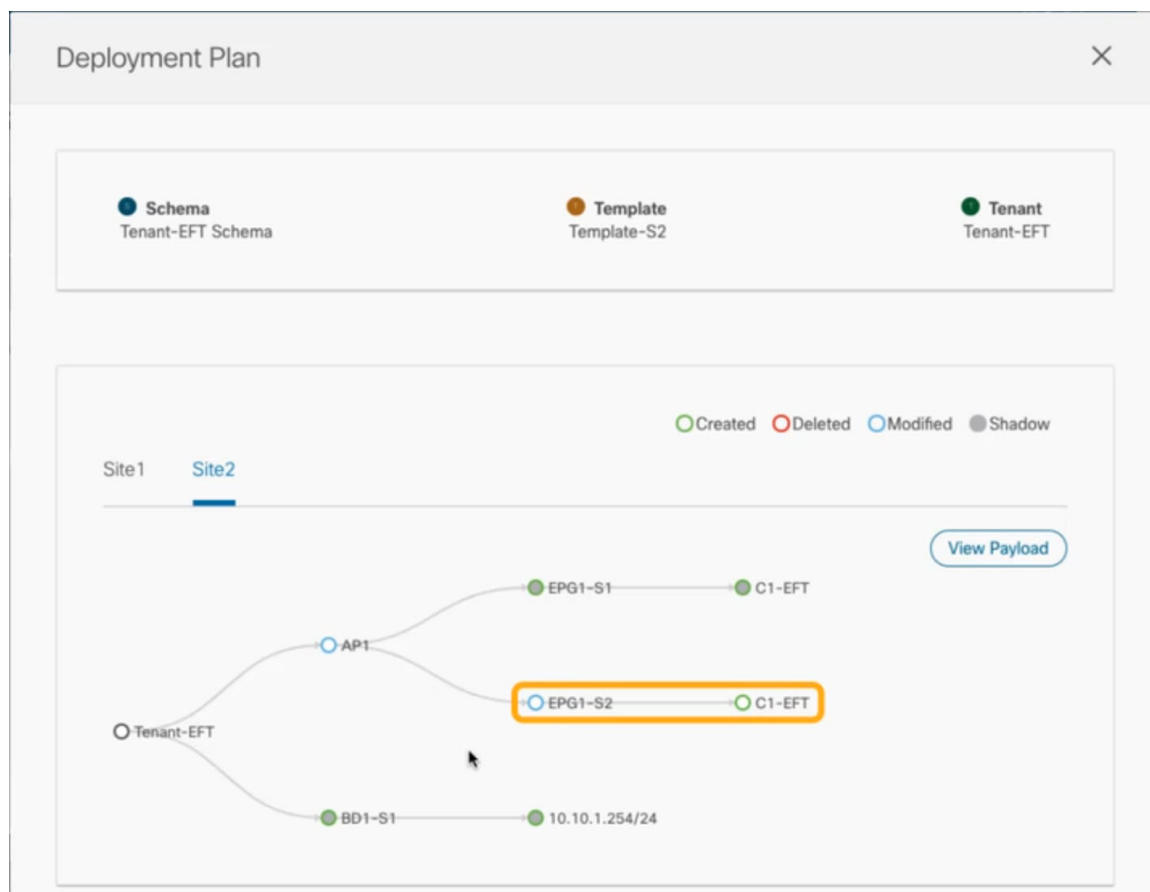 Deployment Plan
Schema
Tenant-EFT Schema
Template
Template-S2
Tenant
Tenant-EFT
Created Deleted Modified Shadow
Site1 Site2
View Payload
EPG1-S1 C1-EFT
AP1
EPG1-S2 C1-EFT
Tenant-EFT
BD1-S1 10.10.1.254/24